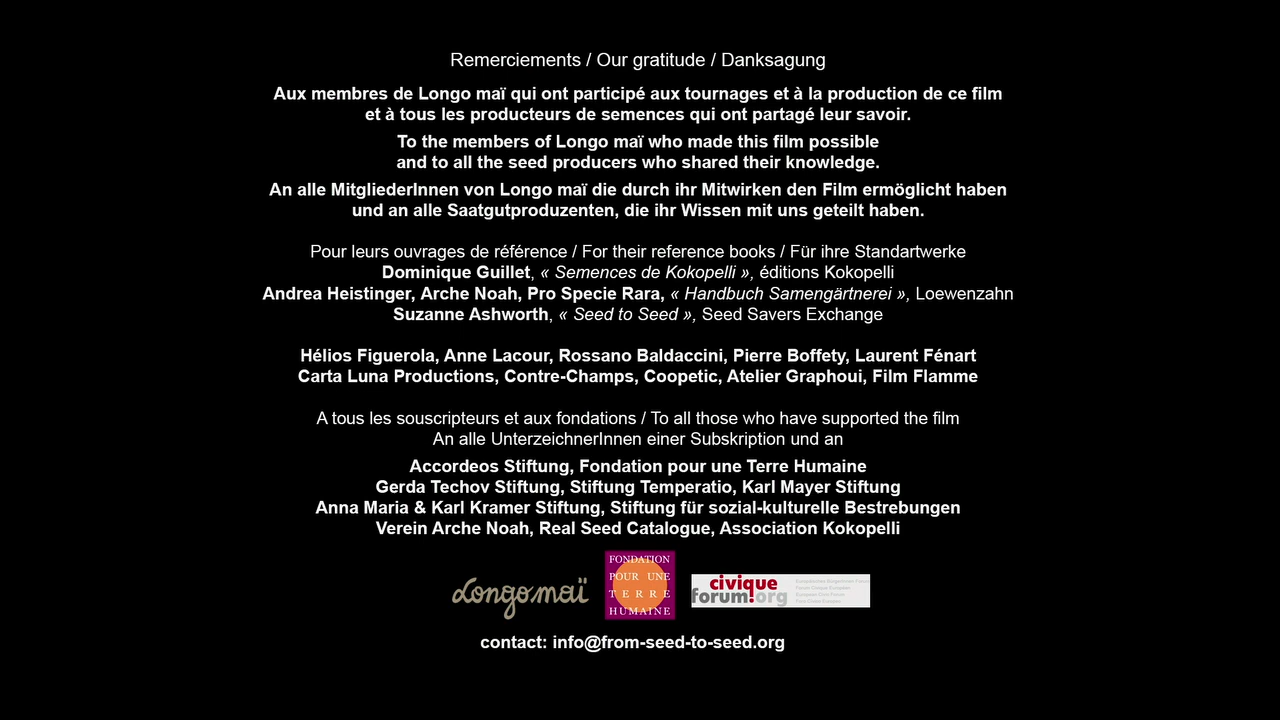 Remerciements / Our gratitude / Danksagung
Aux membres de Longo maï qui ont participé aux tournages et à la production de ce film
et à tous les producteurs de semences qui ont partagé leur savoir.
To the members of Longo maï who made this film possible
and to all the seed producers who shared their knowledge.
An alle MitgliederInnen von Longo maï die durch ihr Mitwirken den Film ermöglicht haben
und an alle Saatgutproduzenten, die ihr Wissen mit uns geteilt haben.
Pour leurs ouvrages de référence / For their reference books / Für ihre Standartwerke
Dominique Guillet, « Semences de Kokopelli », éditions Kokopelli
Andrea Heistinger, Arche Noah, Pro Specie Rara, « Handbuch Samengärtnerei », Loewenzahn
Suzanne Ashworth, « Seed to Seed », Seed Savers Exchange
Hélios Figuerola, Anne Lacour, Rossano Baldaccini, Pierre Boffety, Laurent Fénart
Carta Luna Productions, Contre-Champs, Coopetic, Atelier Graphoui, Film Flamme
A tous les souscripteurs et aux fondations / To all those who have supported the film
An alle UnterzeichnerInnen einer Subskription und an
Accordeos Stiftung, Fondation pour une Terre Humaine
Gerda Techov Stiftung, Stiftung Temperatio, Karl Mayer Stiftung
Anna Maria & Karl Kramer Stiftung, Stiftung für sozial-kulturelle Bestrebungen
Verein Arche Noah, Real Seed Catalogue, Association Kokopelli
Longomaï
FONDATION
POUR UNE
TERRE
HUMAINE
civique
forum!org
contact: info@from-seed-to-seed.org